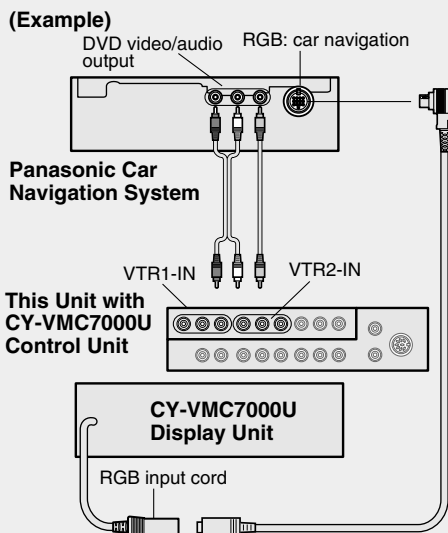 (Example)
DVD video/audio
output
RGB: car navigation
Panasonic Car
Navigation System
VTR1-IN
VTR2-IN
This Unit with
CY-VMC7000U
Control Unit
CY-VMC7000U
Display Unit
RGB input cord